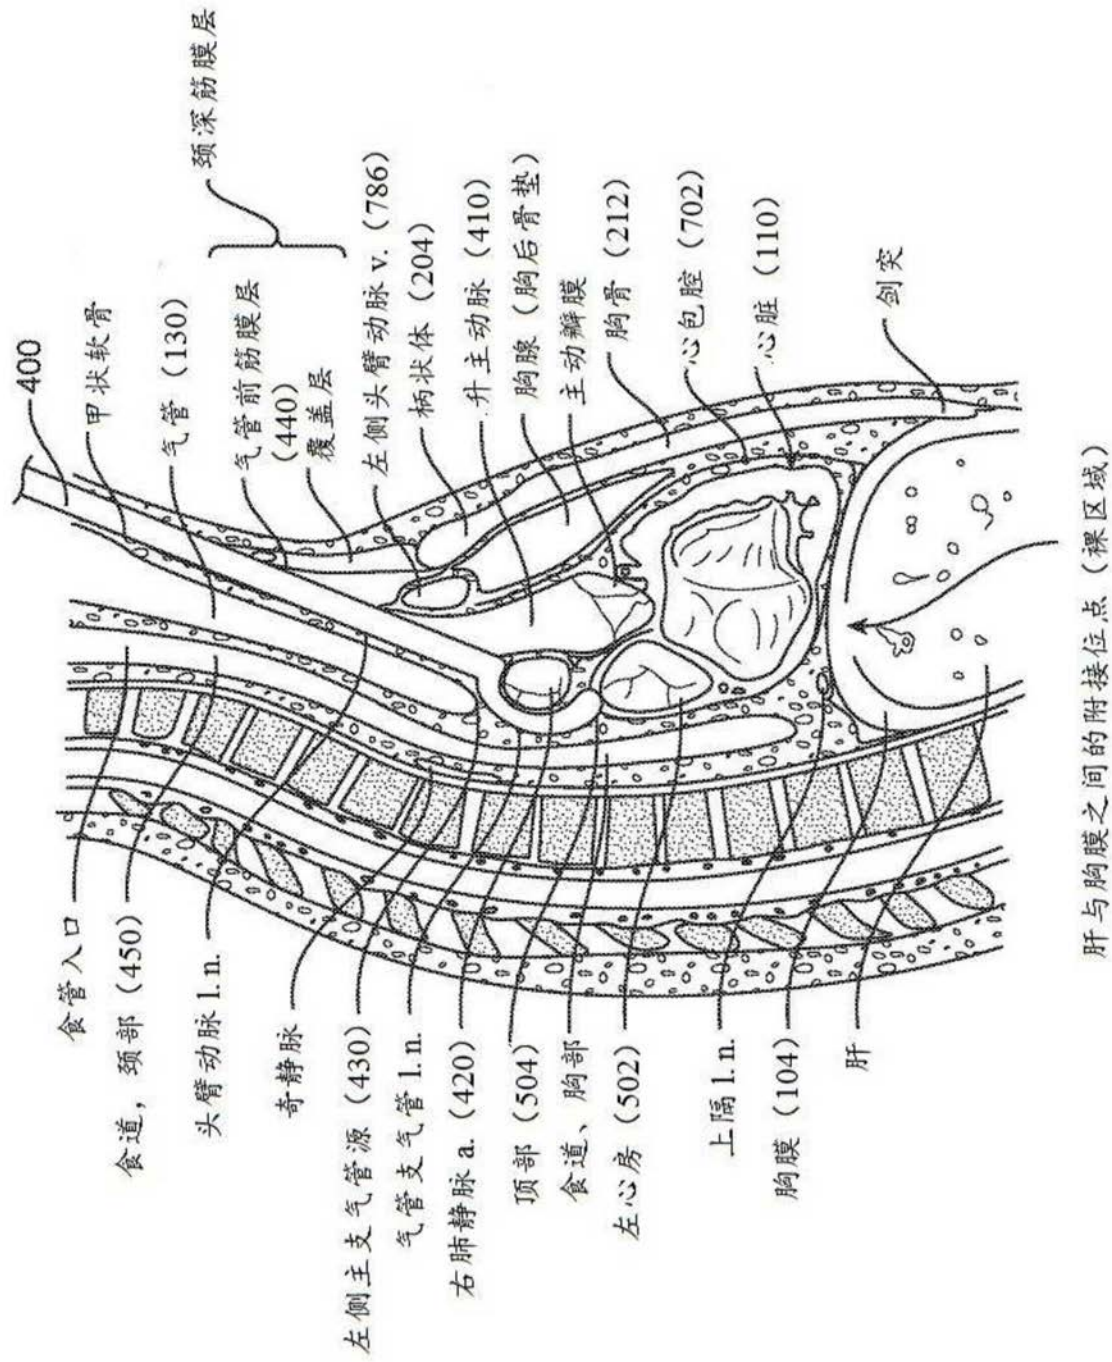 颈深筋膜层
400
甲状软骨
气管（130）
气管前筋膜层
（440）
覆盖层
左侧头臂动脉 v.（786）
柄状体（204）
升主动脉（410）
胸腺（胸后骨垫）
主动瓣膜
胸骨（212）
心包腔（702）
心脏（110）
剑突
食管入口
食道，颈部（450）
头臂动脉 l.n.
奇静脉
左侧主支气管源（430）
气管支气管 l.n.
右肺静脉 a.（420）
顶部（504）
食道、胸部
左心房（502）
上隔 l.n.
胸膜（104）
肝
肝与胸膜之间的附接位点（裸区域）